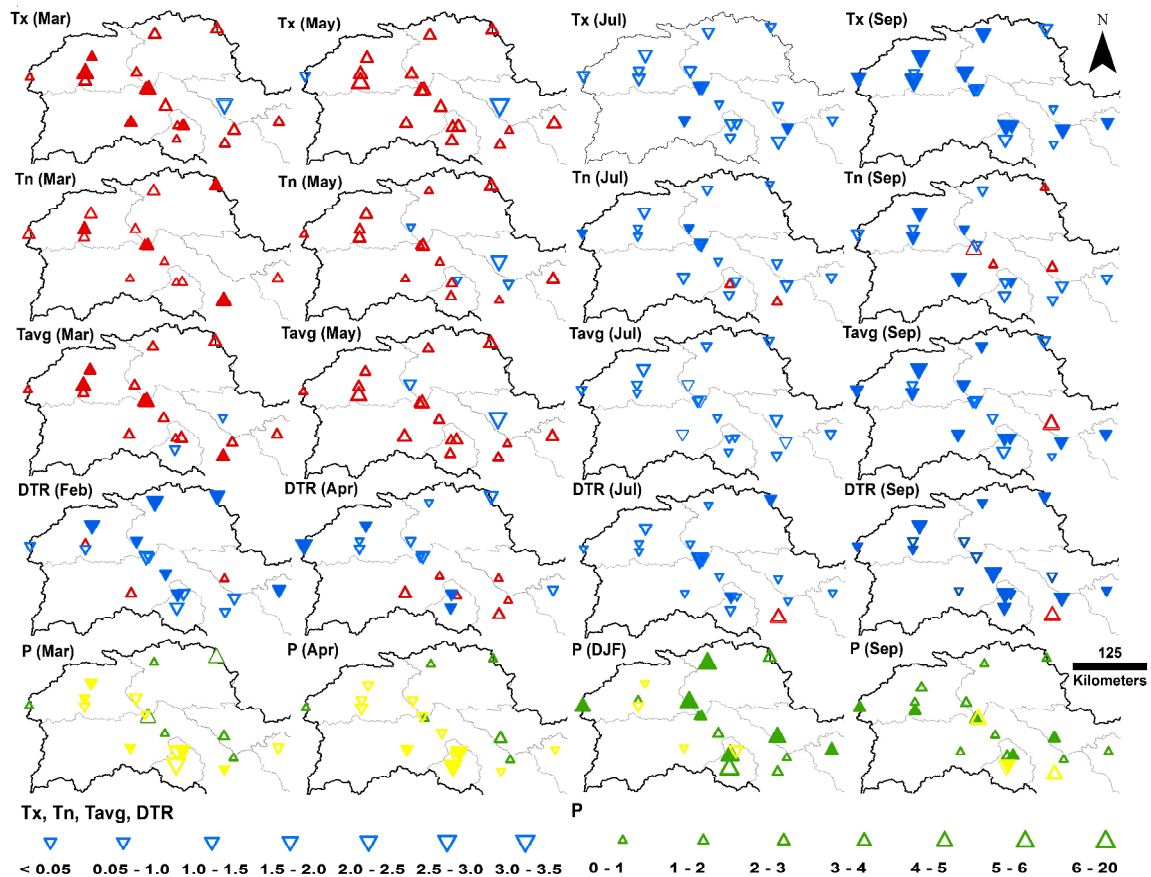 Tx (Mar) Tx (May) Tx (Jul) Tx (Sep) N
Tn (Mar) Tn (May) Tn (Jul) Tn (Sep)
Tavg (Mar) Tavg (May) Tavg (Jul) Tavg (Sep)
DTR (Feb) DTR (Apr) DTR (Jul) DTR (Sep)
P (Mar) P (Apr) P (DJF) P (Sep) 125
Kilometers
Tx, Tn, Tavg, DTR P
< 0.05 0.05 - 1.0 1.0 - 1.5 1.5 - 2.0 2.0 - 2.5 2.5 - 3.0 3.0 - 3.5 0 - 1 1 - 2 2 - 3 3 - 4 4 - 5 5 - 6 6 - 20